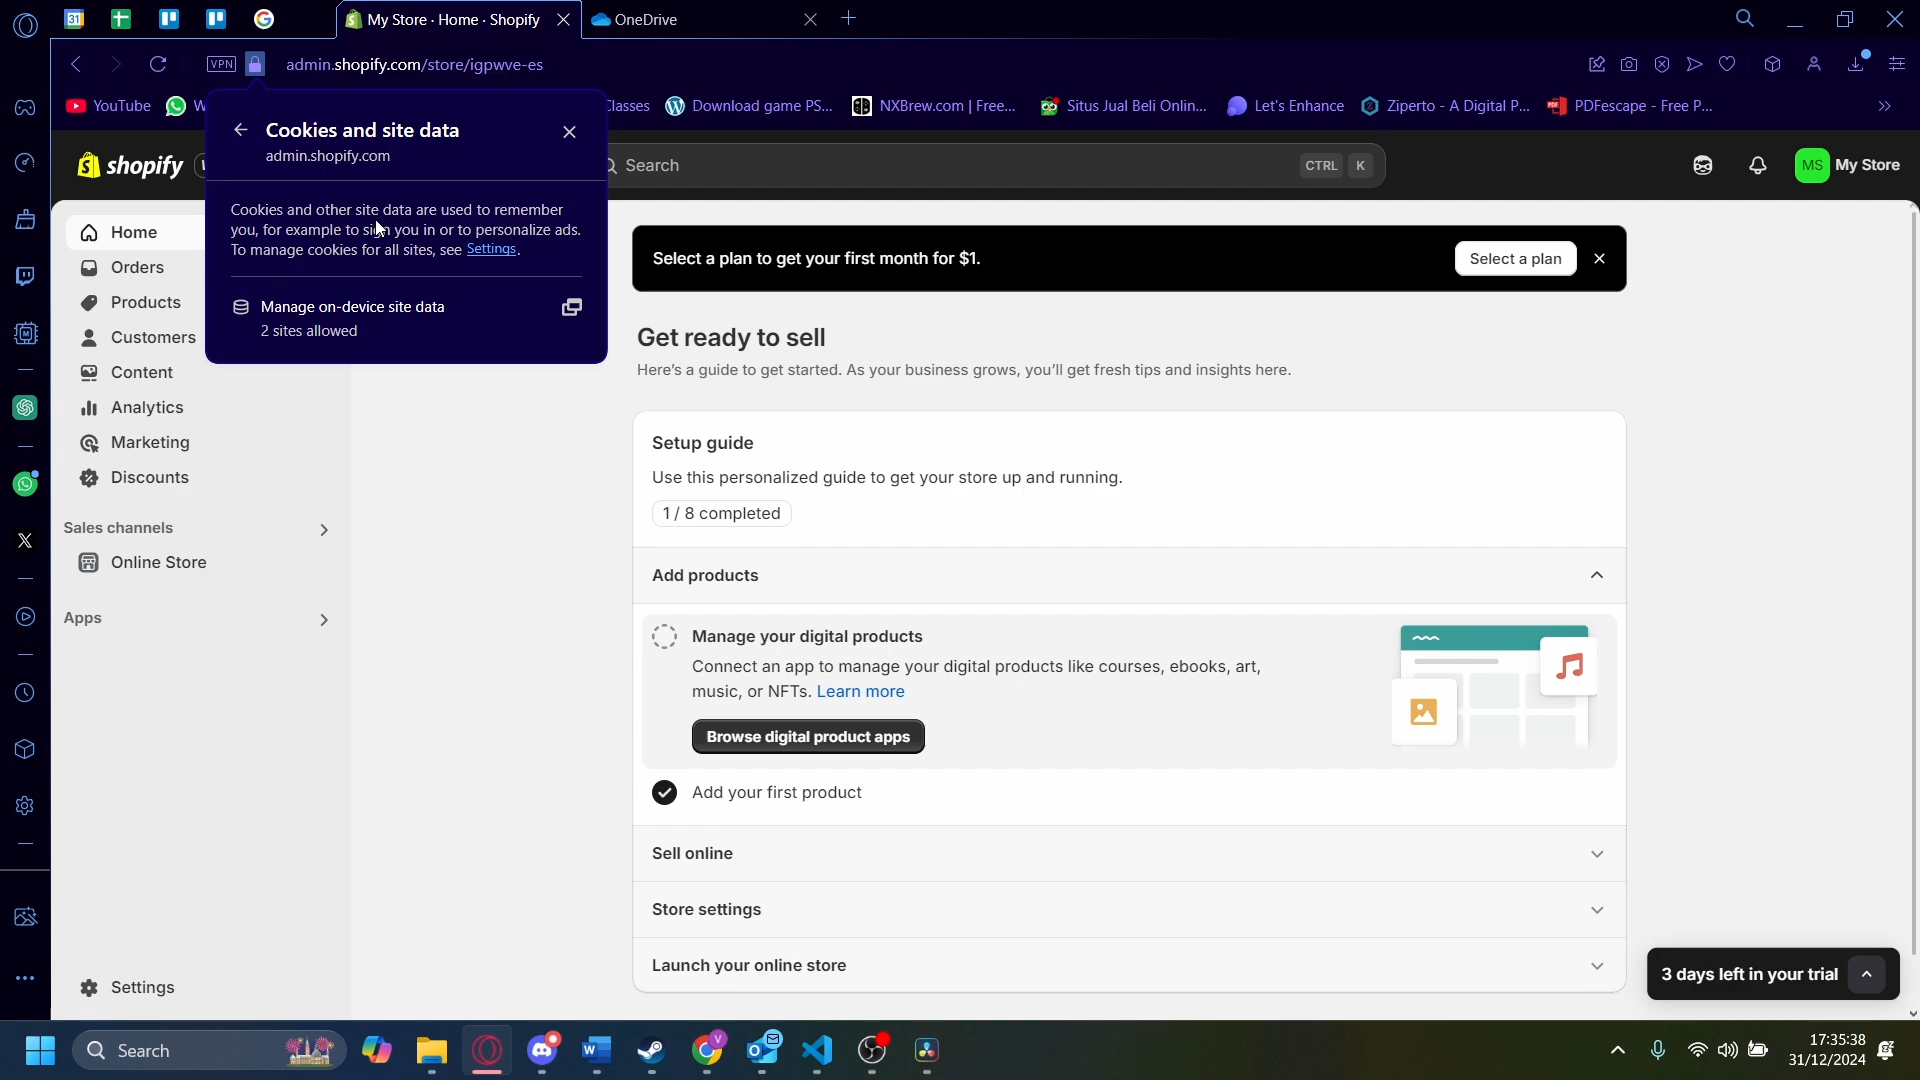 31
My Store · Home · Shopify
OneDrive
VPN
admin.shopify.com/store/igpwve-es
YouTube
W
lasses
Download game PS...
NXBrew.com | Free...
Situs Jual Beli Onlin...
Let's Enhance
Ziperto - A Digital P...
PDFescape - Free P...
Cookies and site data
admin.shopify.com
shopify
Search
CTRL K
MS
My Store
Cookies and other site data are used to remember
you, for example to sign you in or to personalize ads.
To manage cookies for all sites, see Settings.
Manage on-device site data
2 sites allowed
Home
Orders
Products
Customers
Content
Analytics
Marketing
Discounts
Sales channels
Online Store
Apps
Settings
Select a plan to get your first month for $1.
Select a plan
Get ready to sell
Here's a guide to get started. As your business grows, you'll get fresh tips and insights here.
Setup guide
Use this personalized guide to get your store up and running.
1 / 8 completed
Add products
Manage your digital products
Connect an app to manage your digital products like courses, ebooks, art,
music, or NFTs. Learn more
Browse digital product apps
Add your first product
Sell online
Store settings
Launch your online store
3 days left in your trial
Search
17:35:38
31/12/2024